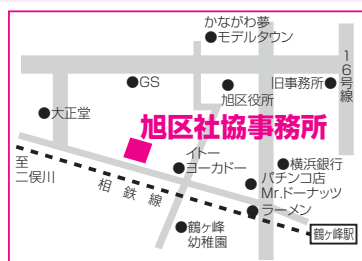 かながわ夢
●モデルタウン
16号線
●GS
旭区役所
旧事務所●
●大正堂
旭区社協事務所
至
二俣川
相鉄線
イトー
ヨーカドー
●横浜銀行
パチンコ店
Mr.ドーナッツ
ラーメン
●鶴ヶ峰
幼稚園
鶴ヶ峰駅